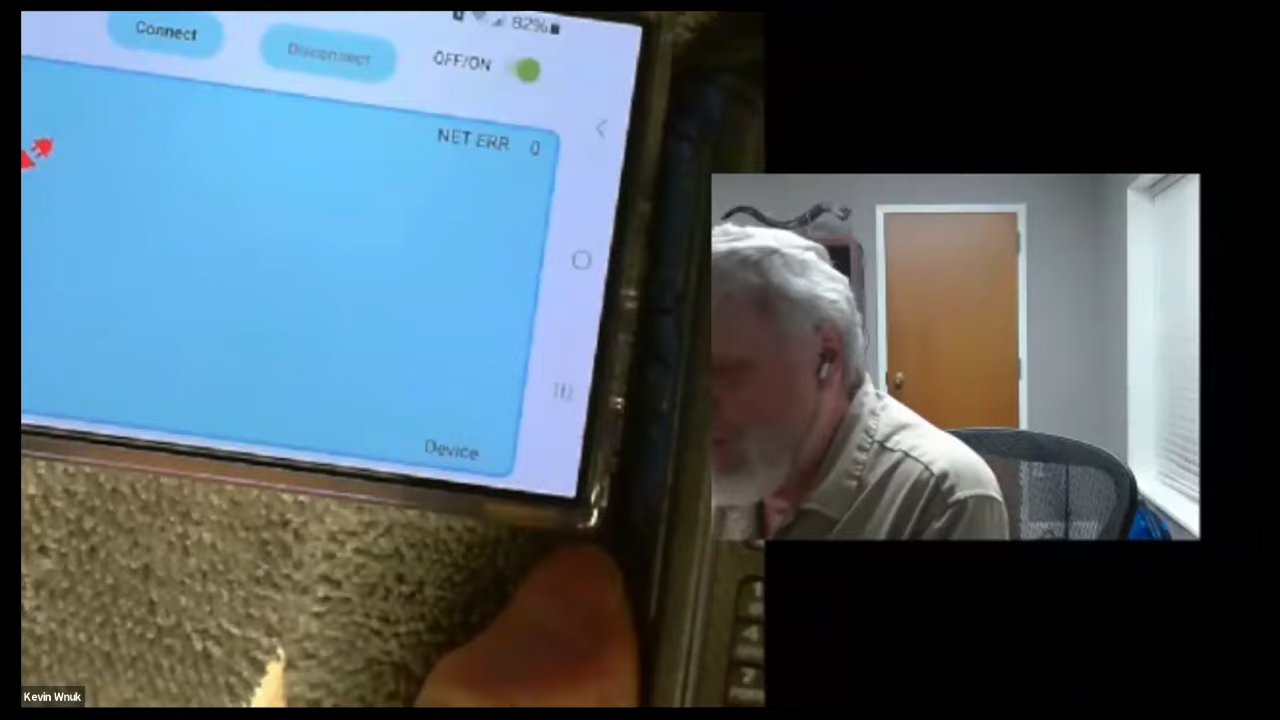 82%
Connect
Disconnect
OFF/ON
NET ERR 0
Device
Kevin Wnuk